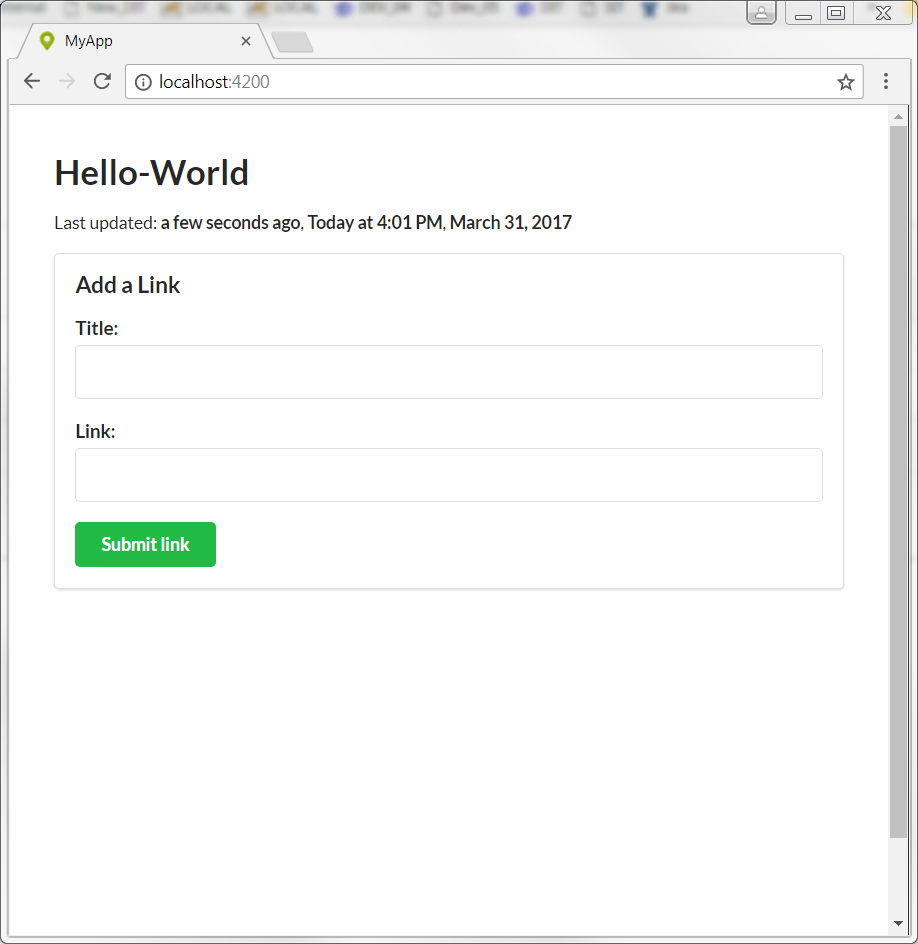 MyApp
localhost:4200
Hello-World
Last updated: a few seconds ago, Today at 4:01 PM, March 31, 2017
Add a Link
Title:
Link:
Submit link